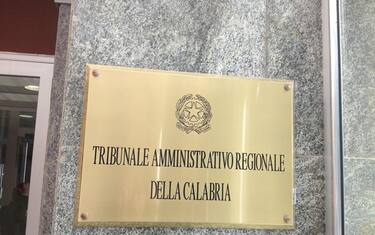 TRIBUNALE AMMINISTRATIVO REGIONALE
DELLA CALABRIA